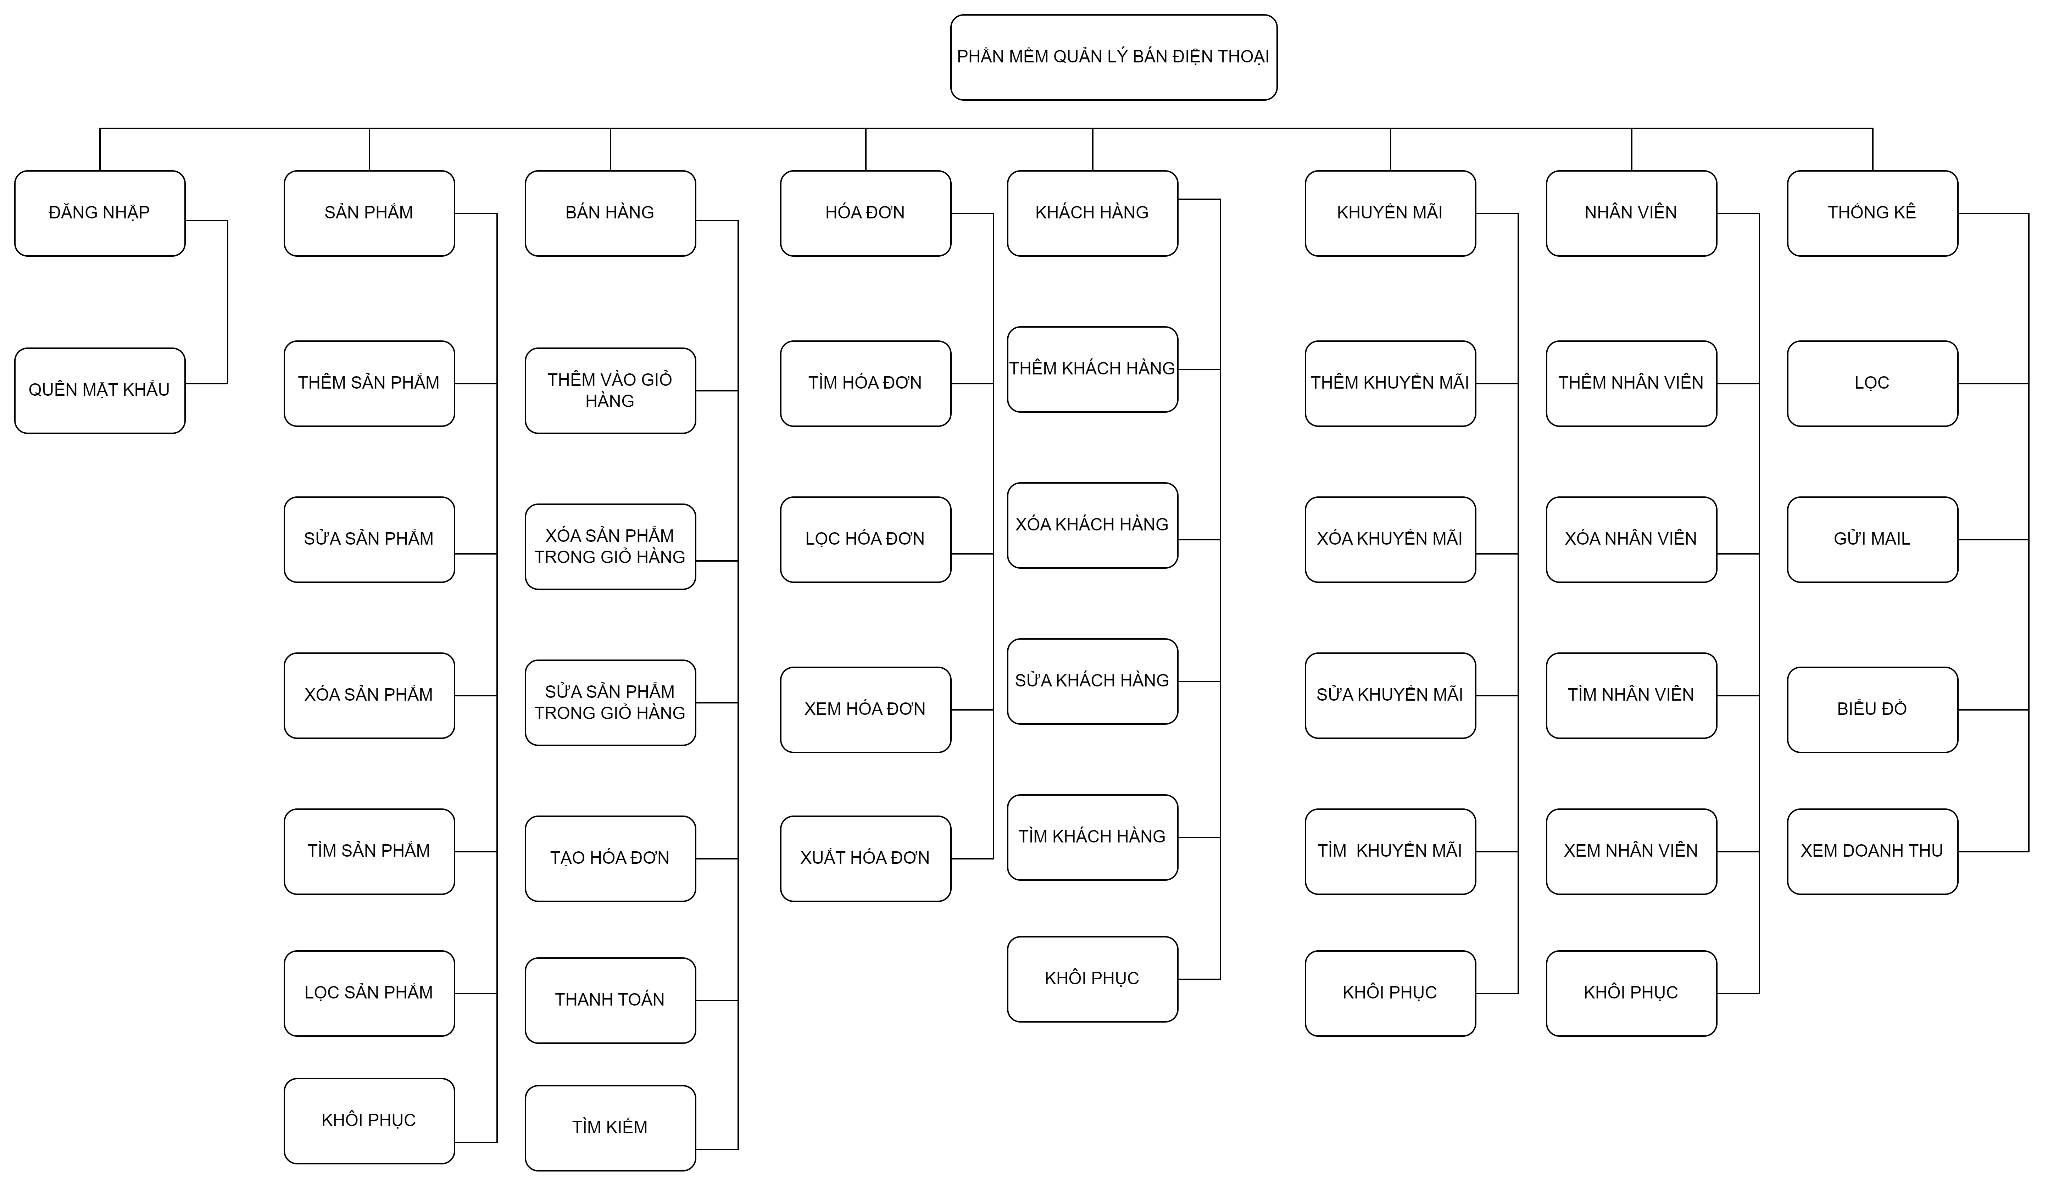 PHẦN MỀM QUẢN LÝ BÁN ĐIỆN THOẠI
ĐĂNG NHẬP
QUÊN MẬT KHẨU
SẢN PHẨM
THÊM SẢN PHẨM
SỬA SẢN PHẨM
XÓA SẢN PHẨM
TÌM SẢN PHẨM
LỌC SẢN PHẨM
KHÔI PHỤC
BÁN HÀNG
THÊM VÀO GIỎ
HÀNG
XÓA SẢN PHẨM
TRONG GIỎ HÀNG
SỬA SẢN PHẨM
TRONG GIỎ HÀNG
TẠO HÓA ĐƠN
THANH TOÁN
TÌM KIẾM
HÓA ĐƠN
TÌM HÓA ĐƠN
LỌC HÓA ĐƠN
XEM HÓA ĐƠN
XUẤT HÓA ĐƠN
KHÁCH HÀNG
THÊM KHÁCH HÀNG
XÓA KHÁCH HÀNG
SỬA KHÁCH HÀNG
TÌM KHÁCH HÀNG
KHÔI PHỤC
KHUYẾN MÃI
THÊM KHUYẾN MÃI
XÓA KHUYẾN MÃI
SỬA KHUYẾN MÃI
TÌM  KHUYẾN MÃI
KHÔI PHỤC
NHÂN VIÊN
THÊM NHÂN VIÊN
XÓA NHÂN VIÊN
TÌM NHÂN VIÊN
XEM NHÂN VIÊN
KHÔI PHỤC
THỐNG KÊ
LỌC
GỬI MAIL
BIỂU ĐỒ
XEM DOANH THU